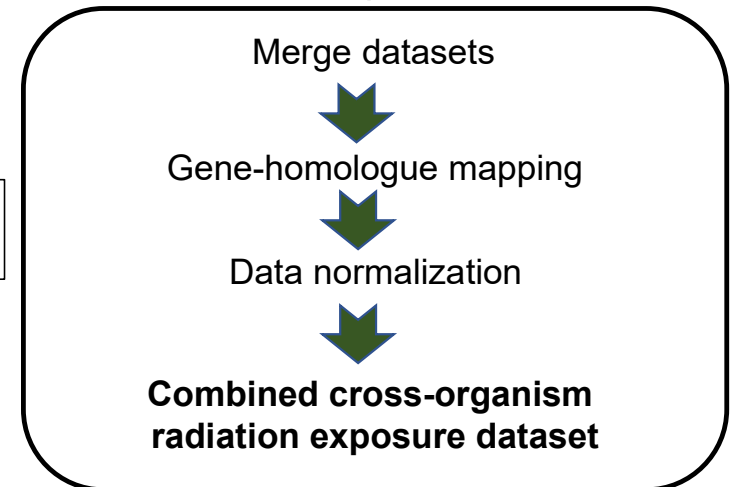 Merge datasets
Gene-homologue mapping
Data normalization
Combined cross-organism
radiation exposure dataset